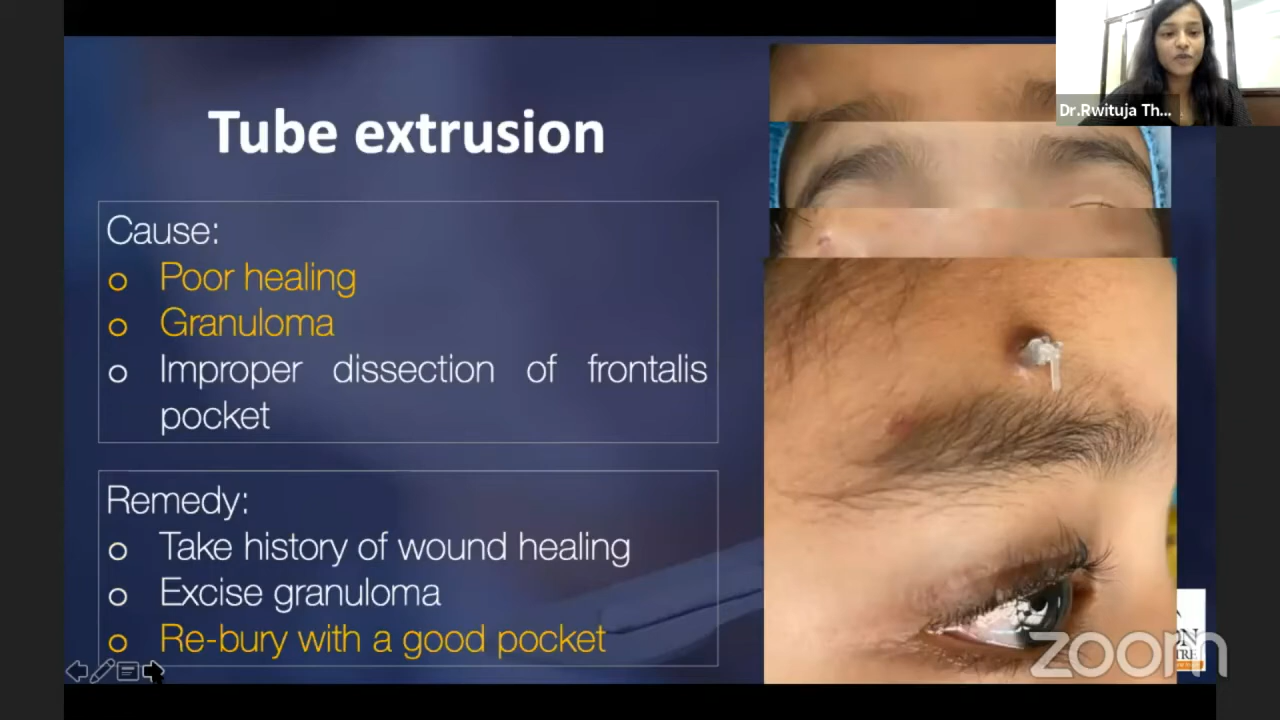 Dr.Rwituja Th...
Tube extrusion
Cause:
o Poor healing
o Granuloma
o Improper dissection of frontalis
pocket
Remedy:
o Take history of wound healing
o Excise granuloma
o Re-bury with a good pocket
zoom